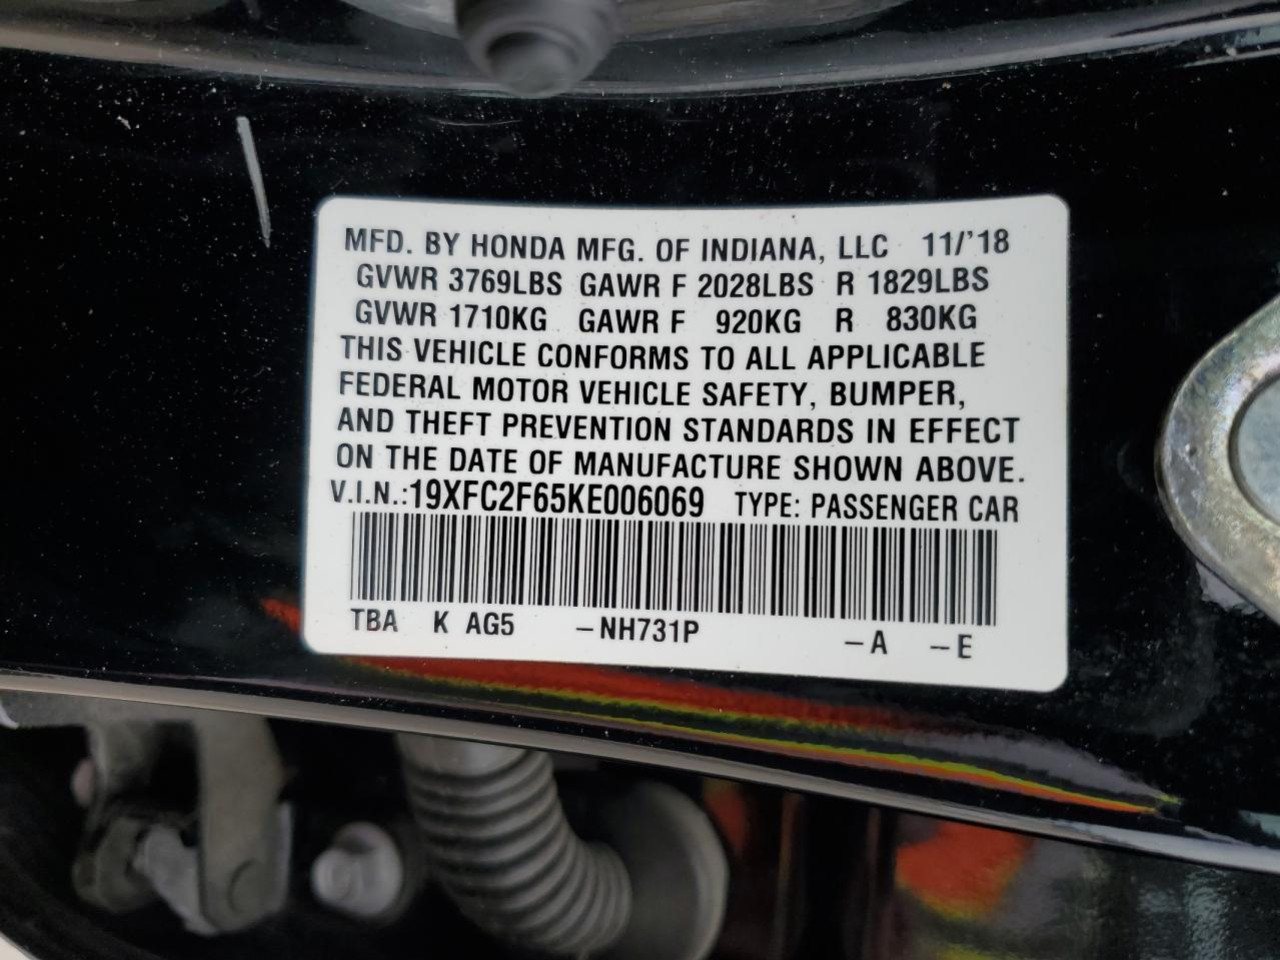 MFD. BY HONDA MFG. OF INDIANA, LLC 11/'18
GVWR 3769LBS GAWR F 2028LBS R 1829LBS
GVWR 1710KG GAWR F 920KG R 830KG
THIS VEHICLE CONFORMS TO ALL APPLICABLE
FEDERAL MOTOR VEHICLE SAFETY, BUMPER,
AND THEFT PREVENTION STANDARDS IN EFFECT
ON THE DATE OF MANUFACTURE SHOWN ABOVE.
V.I.N.:19XFC2F65KE006069 TYPE: PASSENGER CAR
TBA K AG5 –NH731P –A –E